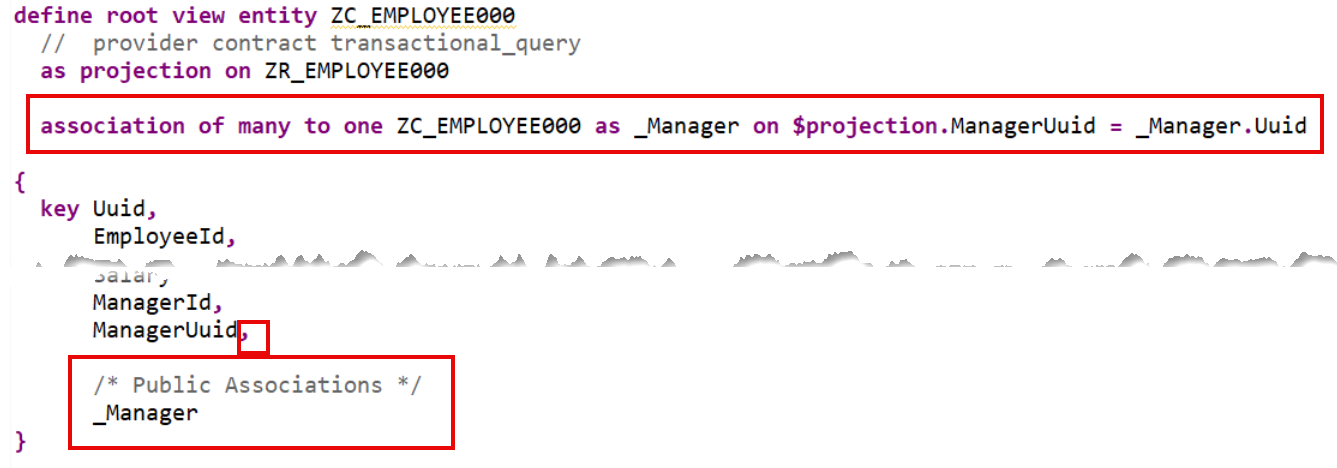 define root view entity ZC_EMPLOYEE000
// provider contract transactional_query
as projection on ZR_EMPLOYEE000
association of many to one ZC_EMPLOYEE000 as _Manager on $projection.ManagerUuid = _Manager.Uuid
{
key Uuid,
EmployeeId,
Salary
ManagerId,
ManagerUuid,
/* Public Associations */
_Manager
}